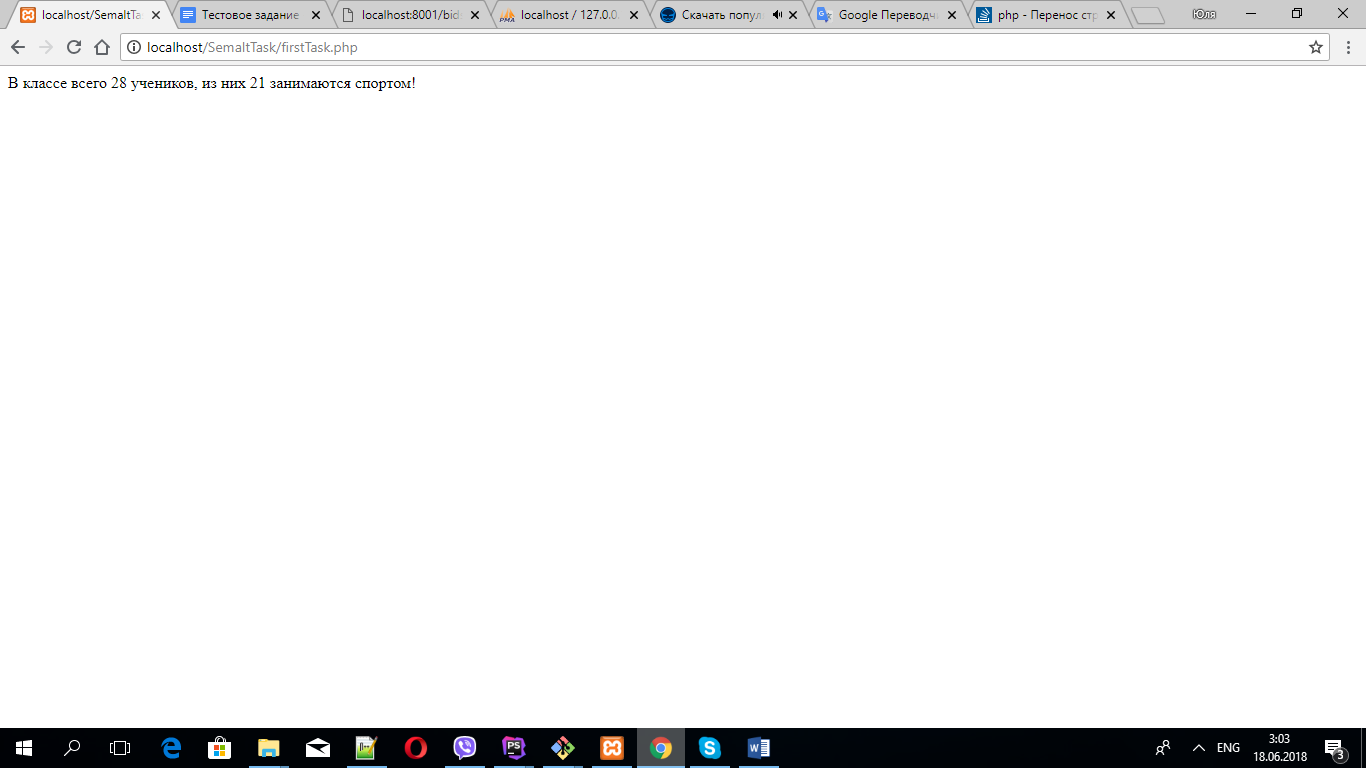 localhost/SemaltTa
Тестовое задание
localhost:8001/bid
localhost / 127.0.0.
Скачать попул
Google Переводч
php - Перенос стр
Юля
localhost/SemaltTask/firstTask.php
В классе всего 28 учеников, из них 21 занимаются спортом!
ENG
3:03
18.06.2018
3